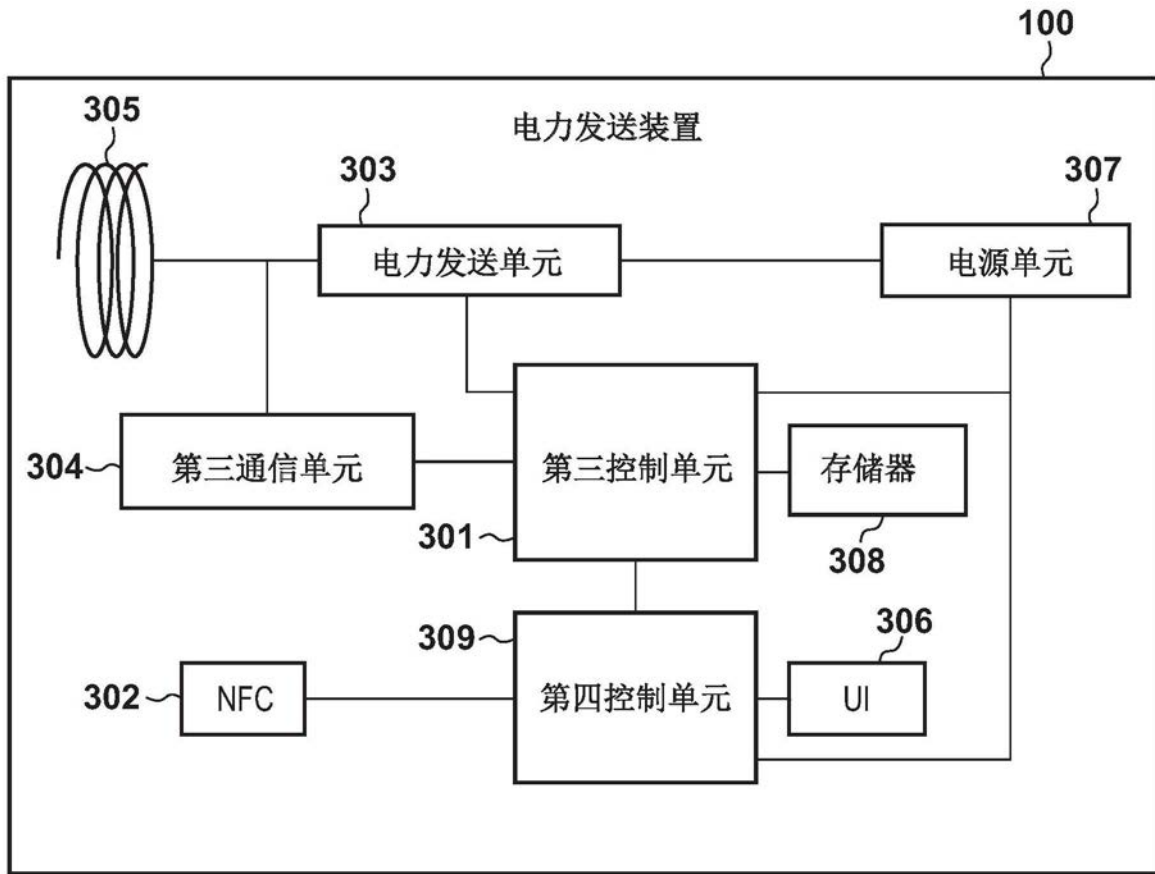 100
电力发送装置
305
303
307
电力发送单元
电源单元
304
第三通信单元
第三控制单元
存储器
301
308
309
306
302
NFC
第四控制单元
UI